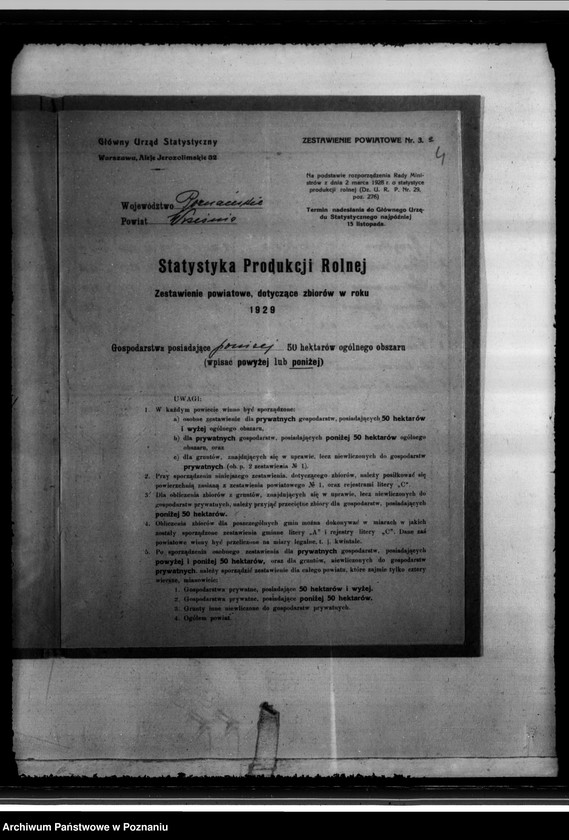 Główny Urząd Statystyczny
Warszawa, Aleje Jerozolimskie 32
ZESTAWIENIE POWIATOWE Nr. 3.
4
Na podstawie rozporządzenia Rady Mini-
strów z dnia 2 marca 1928 r. o statystyce
produkcji rolnej (Dz. U. R. P. Nr. 29,
poz. 276)
Termin nadesłania do Głównego Urzę-
du Statystycznego najpóźniej
15 listopada.
Województwo Poznańskie
Powiat
Statystyka Produkcji Rolnej
Zestawienie powiatowe, dotyczące zbiorów w roku
1929
Gospodarstwa posiadające poniżej 50 hektarów ogólnego obszaru
(wpisać powyżej lub poniżej)
UWAGI:
1. W każdym powiecie winno być sporządzone:
a) osobne zestawienie dla prywatnych gospodarstw, posiadających 50 hektarów
i wyżej ogólnego obszaru,
b) dla prywatnych gospodarstw, posiadających poniżej 50 hektarów ogólnego
obszaru, oraz
c) dla gruntów, znajdujących się w uprawie, lecz niewliczonych do gospodarstw
prywatnych (ob. p. 2 zestawienia № 1).
2. Przy sporządzaniu niniejszego zestawienia, dotyczącego zbiorów, należy posiłkować się
powierzchnią zasianą z zestawienia powiatowego № 1, oraz rejestrami litery „C".
3. Dla obliczenia zbiorów z gruntów, znajdujących się w uprawie, lecz niewliczonych do
gospodarstw prywatnych, należy przyjąć przeciętne zbiory dla gospodarstw, posiadających
poniżej 50 hektarów.
4. Obliczenia zbiorów dla poszczególnych gmin można dokonywać w miarach w jakich
zostały sporządzone zestawienia gminne litery „A" i rejestry litery „C". Dane zaś
powiatowe winny być przeliczone na miary legalne, t. j. kwintale.
5. Po sporządzeniu osobnego zestawienia dla prywatnych gospodarstw, posiadających
powyżej i poniżej 50 hektarów, oraz dla gruntów, niewliczonych do gospodarstw
prywatnych, należy sporządzić zestawienie dla całego powiatu, które zajmie tylko cztery
wiersze, mianowicie:
1. Gospodarstwa prywatne, posiadające 50 hektarów i wyżej.
2. Gospodarstwa prywatne, posiadające poniżej 50 hektarów.
3. Grunty inne niewliczone do gospodarstw prywatnych.
4. Ogółem powiat.
Archiwum Państwowe w Poznaniu